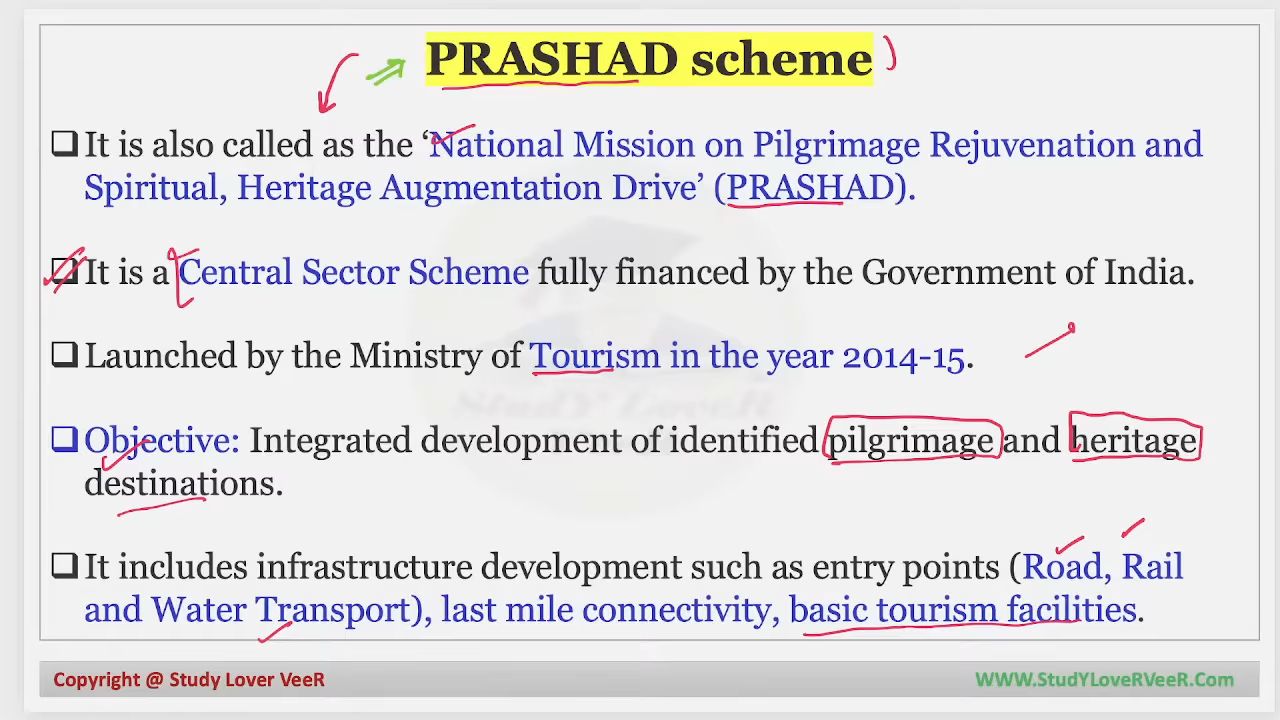 PRASHAD scheme
It is also called as the ‘National Mission on Pilgrimage Rejuvenation and
Spiritual, Heritage Augmentation Drive’ (PRASHAD).
It is a Central Sector Scheme fully financed by the Government of India.
Launched by the Ministry of Tourism in the year 2014-15.
StudY LoveR
Objective: Integrated development of identified pilgrimage and heritage
destinations.
It includes infrastructure development such as entry points (Road, Rail
and Water Transport), last mile connectivity, basic tourism facilities.
Copyright @ Study Lover VeeR
WWW.StudYLoveRVeeR.Com